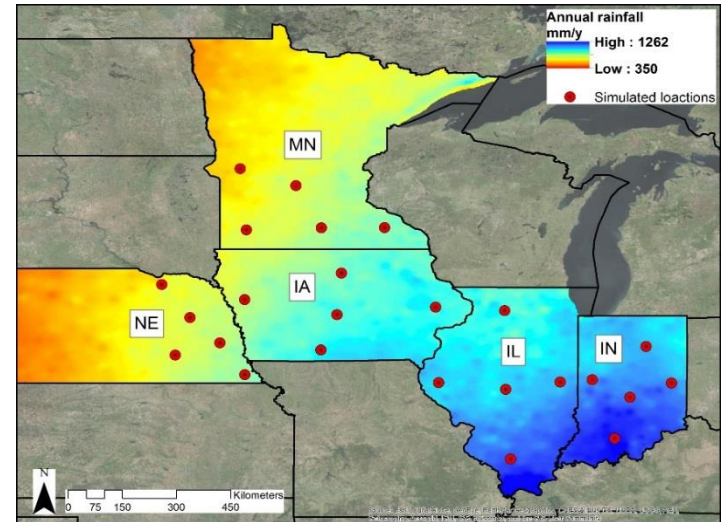 Annual rainfall
mm/y
High : 1262
Low : 350
Simulated loactions
MN
IA
NE
IL
IN
N
Kilometers
0 75 150 300 450